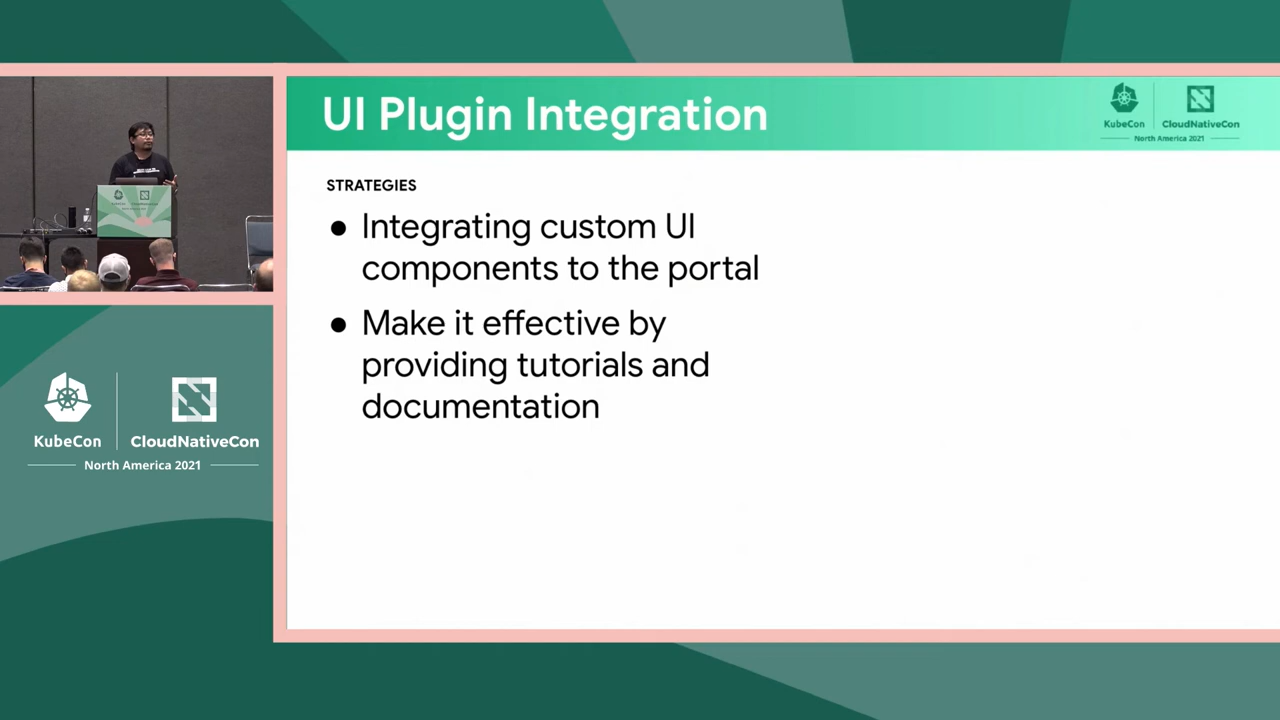 UI Plugin Integration
KubeCon
CloudNativeCon
North America 2021
STRATEGIES
● Integrating custom UI
components to the portal
● Make it effective by
providing tutorials and
documentation
KubeCon
CloudNativeCon
North America 2021